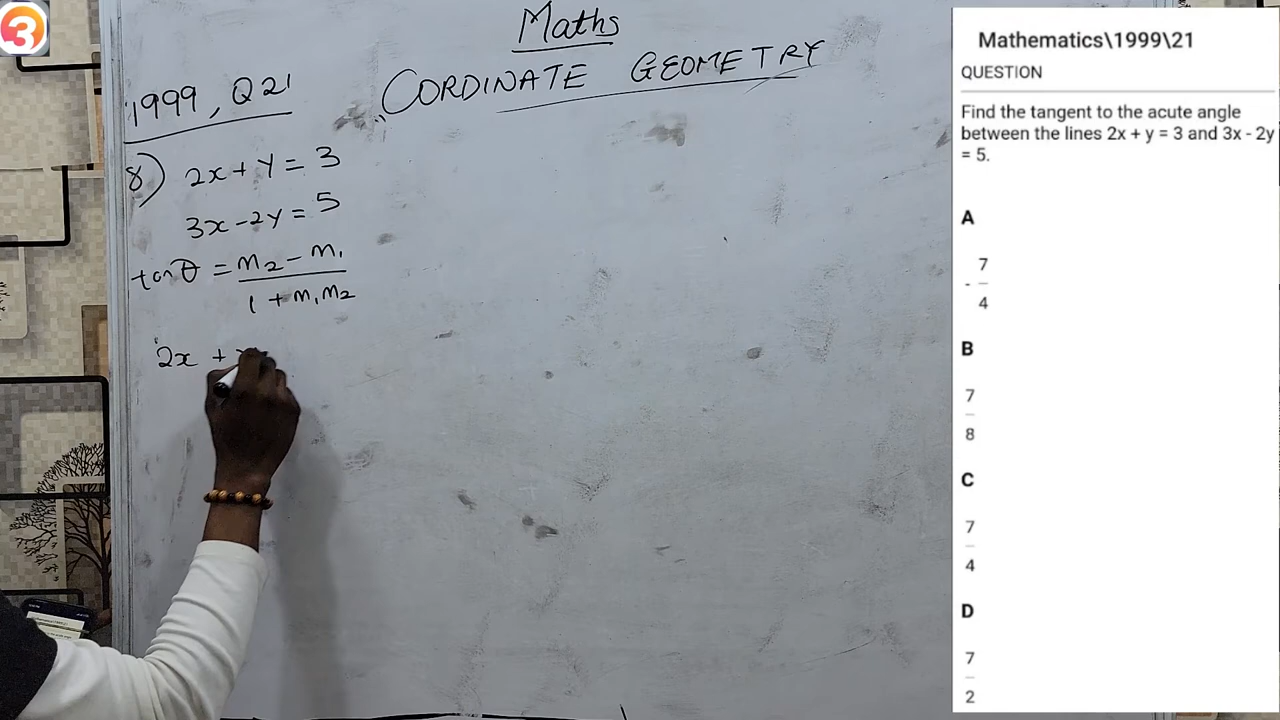 3
Maths
CORDINATE GEOMETRY
1999, Q21
8) 2x + y = 3
3x - 2y = 5
tan θ = m₂ - m₁
1 + m₁m₂
2x +
Mathematics\1999\21
QUESTION
Find the tangent to the acute angle
between the lines 2x + y = 3 and 3x - 2y
= 5.
A
- 7
4
B
7
8
C
7
4
D
7
2